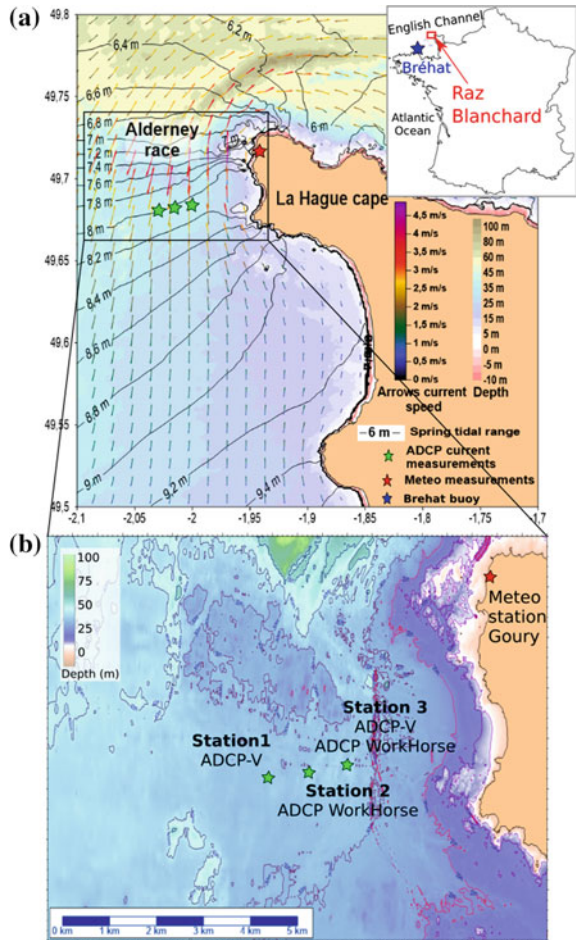 (a)
49.8
49.75
49.7
49.65
49.6
49.55
49.5
-2,1
-2,05
-2
-1,95
-1,9
-1,85
-1,8
-1,75
-1,7
6,2 m
6,4 m
6,6 m
6,8 m
7 m
7,2 m
7,4 m
7,6 m
7,8 m
8 m
8,2 m
8,4 m
8,6 m
8,8 m
9 m
9,2 m
9,4 m
6 m
7 m
Alderney
race
La Hague cape
English Channel
Bréhat
Raz
Blanchard
Atlantic
Ocean
4,5 m/s
4 m/s
3,5 m/s
3 m/s
2,5 m/s
2 m/s
1,5 m/s
1 m/s
0,5 m/s
0 m/s
Arrows current
speed
100 m
80 m
60 m
45 m
35 m
25 m
15 m
5 m
0 m
-5 m
-10 m
Depth
–6 m– Spring tidal range
ADCP current
measurements
Meteo measurements
Brehat buoy
(b)
100
75
50
25
0
Depth (m)
Meteo
station
Goury
Station 3
ADCP-V
ADCP WorkHorse
Station1
ADCP-V
Station 2
ADCP WorkHorse
0 km
1 km
2 km
3 km
4 km
5 km